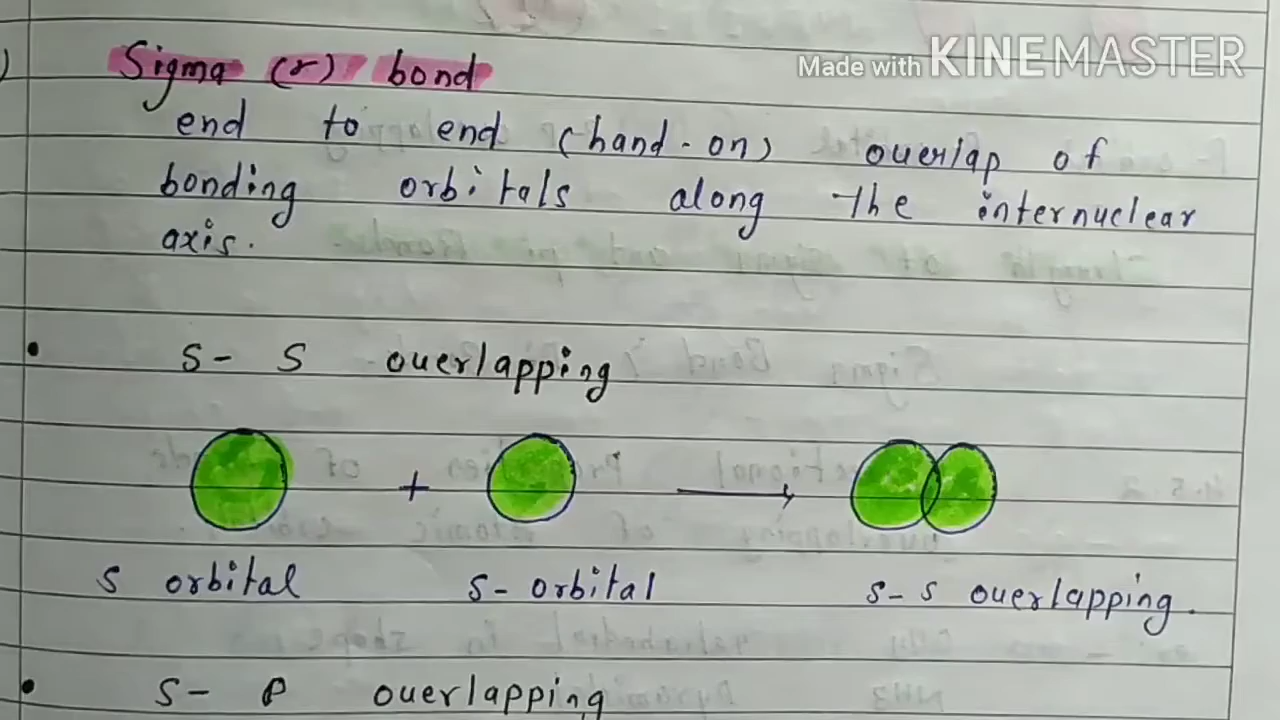 Made with KINEMASTER
Sigma (r) bond
end to end (hand-on) overlap of
bonding orbitals along the internuclear
axis.
• S- S overlapping
+ →
S orbital S-orbital S-S overlapping.
• S- P overlapping